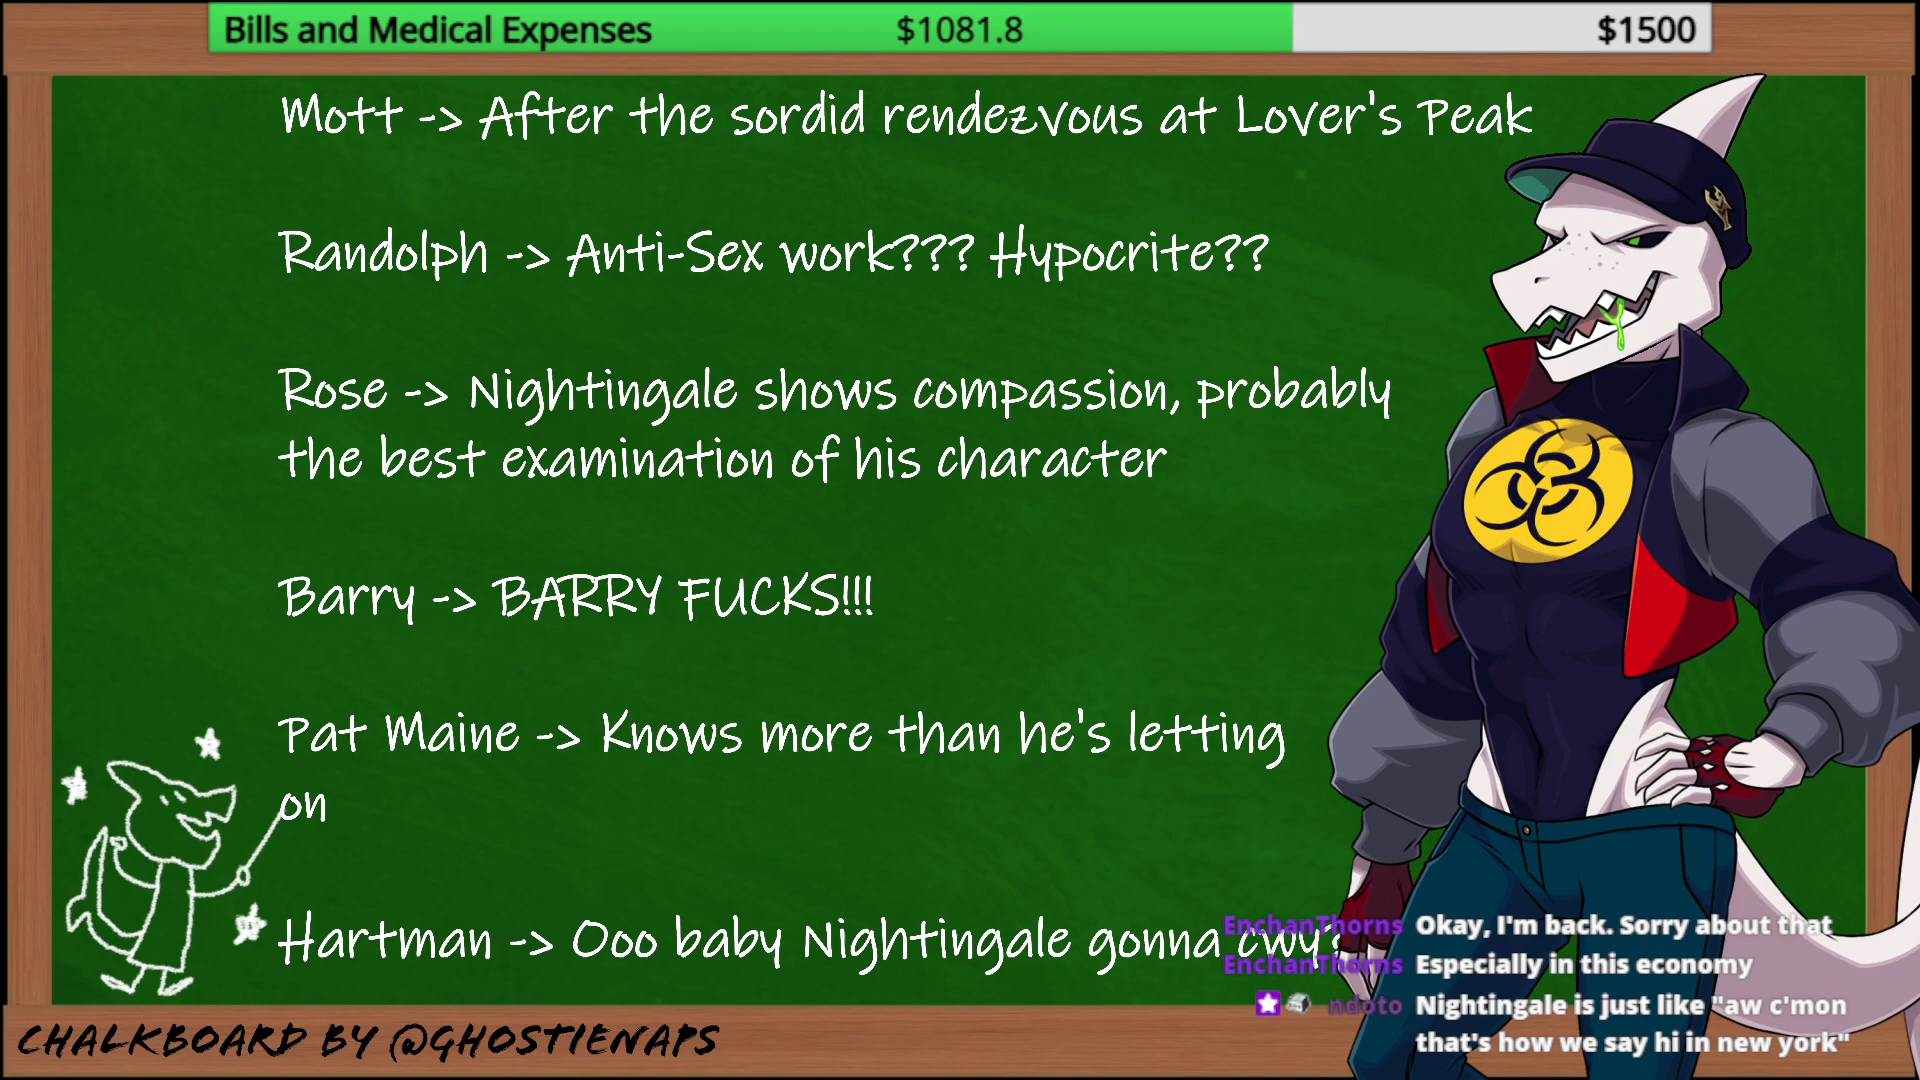 Bills and Medical Expenses $1081.8 $1500
Mott -> After the sordid rendezvous at Lover's Peak
Randolph -> Anti-Sex work??? Hypocrite??
Rose -> Nightingale shows compassion, probably
the best examination of his character
Barry -> BARRY FUCKS!!!
Pat Maine -> Knows more than he's letting
on
Hartman -> Ooo baby Nightingale gonna cwy?
EnchanThorns Okay, I'm back. Sorry about that
EnchanThorns Especially in this economy
ndoto Nightingale is just like "aw c'mon
that's how we say hi in new york"
CHALKBOARD BY @GHOSTIENAPS